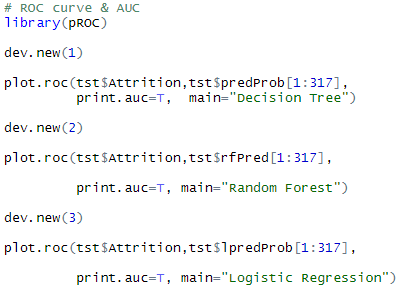 # ROC curve & AUC
library(pROC)
dev.new(1)
plot.roc(tst$Attrition,tst$predProb[1:317],
print.auc=T,  main="Decision Tree")
dev.new(2)
plot.roc(tst$Attrition,tst$rfPred[1:317],
print.auc=T, main="Random Forest")
dev.new(3)
plot.roc(tst$Attrition,tst$lpredProb[1:317],
print.auc=T, main="Logistic Regression")